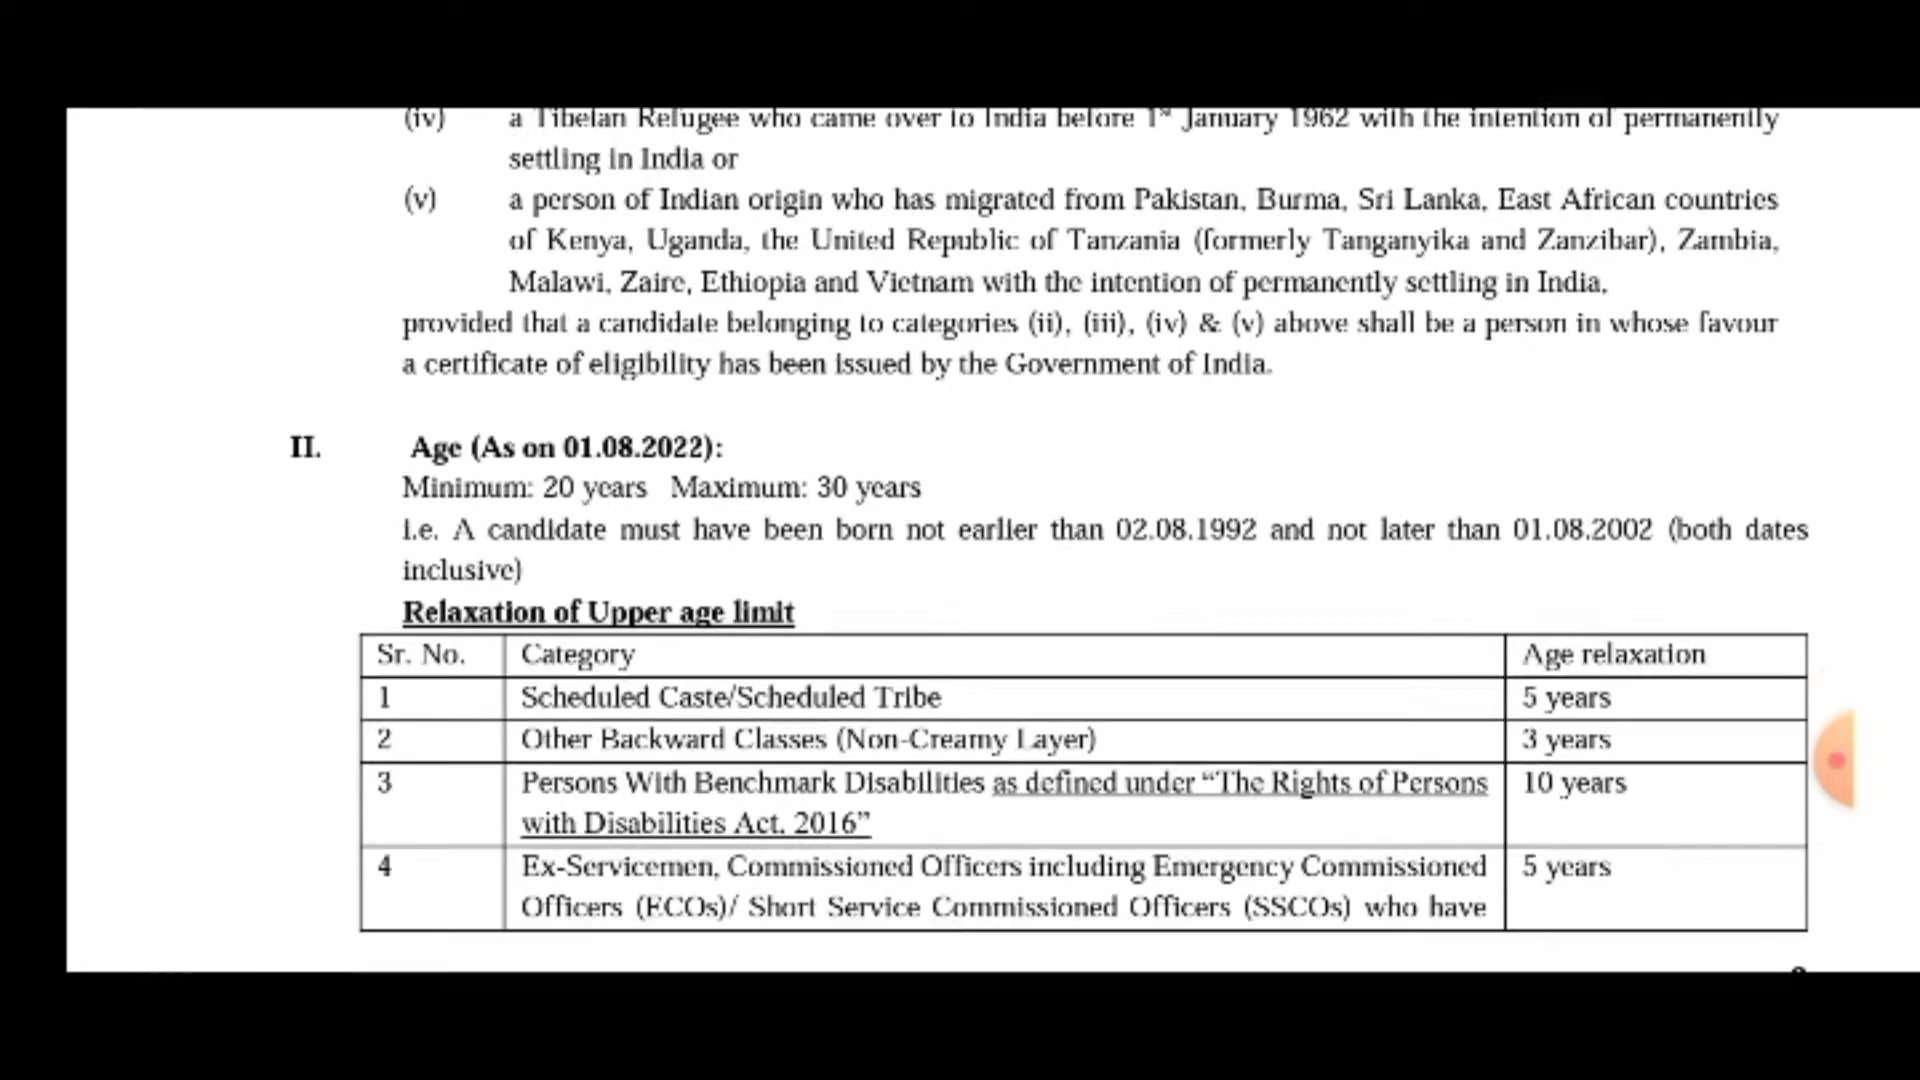 (iv) a Tibetan Refugee who came over to India before 1st January 1962 with the intention of permanently
settling in India or
(v) a person of Indian origin who has migrated from Pakistan, Burma, Sri Lanka, East African countries
of Kenya, Uganda, the United Republic of Tanzania (formerly Tanganyika and Zanzibar), Zambia,
Malawi, Zaire, Ethiopia and Vietnam with the intention of permanently settling in India,
provided that a candidate belonging to categories (ii), (iii), (iv) & (v) above shall be a person in whose favour
a certificate of eligibility has been issued by the Government of India.
II. Age (As on 01.08.2022):
Minimum: 20 years Maximum: 30 years
i.e. A candidate must have been born not earlier than 02.08.1992 and not later than 01.08.2002 (both dates
inclusive)
Relaxation of Upper age limit
Sr. No. Category Age relaxation
1 Scheduled Caste/Scheduled Tribe 5 years
2 Other Backward Classes (Non-Creamy Layer) 3 years
3 Persons With Benchmark Disabilities as defined under “The Rights of Persons 10 years
with Disabilities Act, 2016”
4 Ex-Servicemen, Commissioned Officers including Emergency Commissioned 5 years
Officers (ECOs)/ Short Service Commissioned Officers (SSCOs) who have